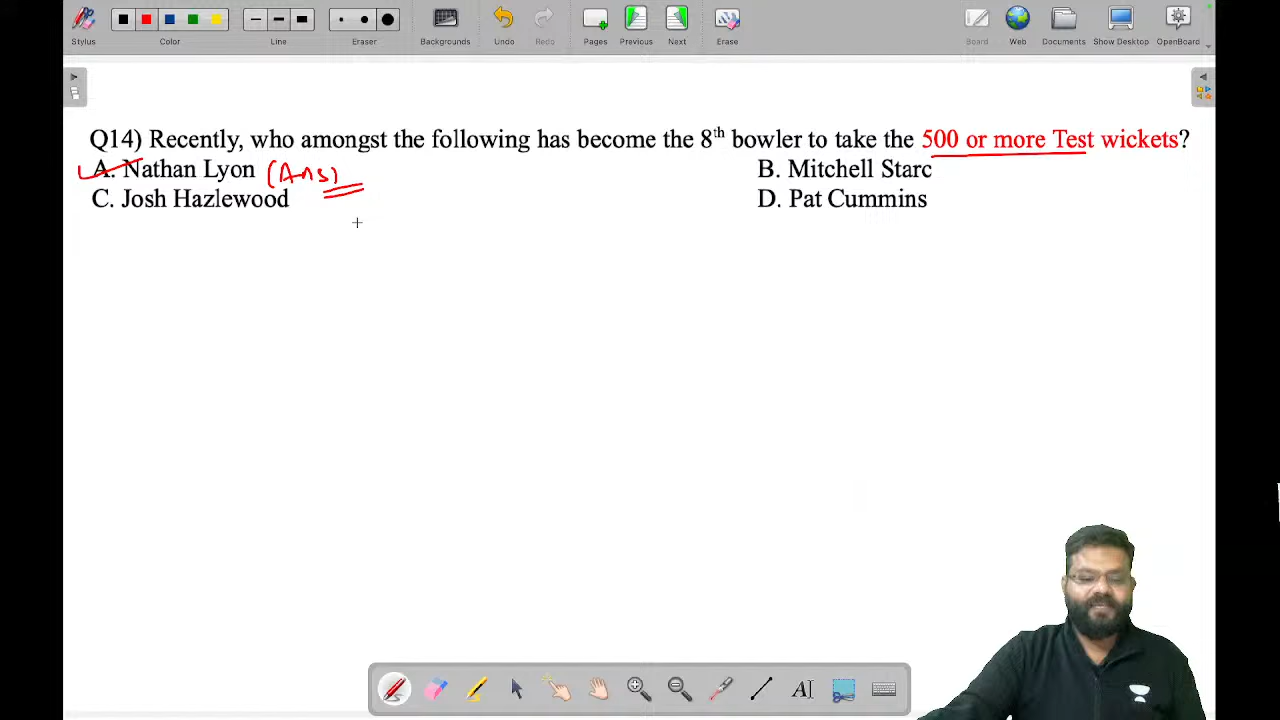 Stylus Color Line Eraser Backgrounds Undo Redo Pages Previous Next Erase Board Web Documents Show Desktop OpenBoard
Q14) Recently, who amongst the following has become the 8th bowler to take the 500 or more Test wickets?
A. Nathan Lyon (Ans) B. Mitchell Starc
C. Josh Hazlewood D. Pat Cummins